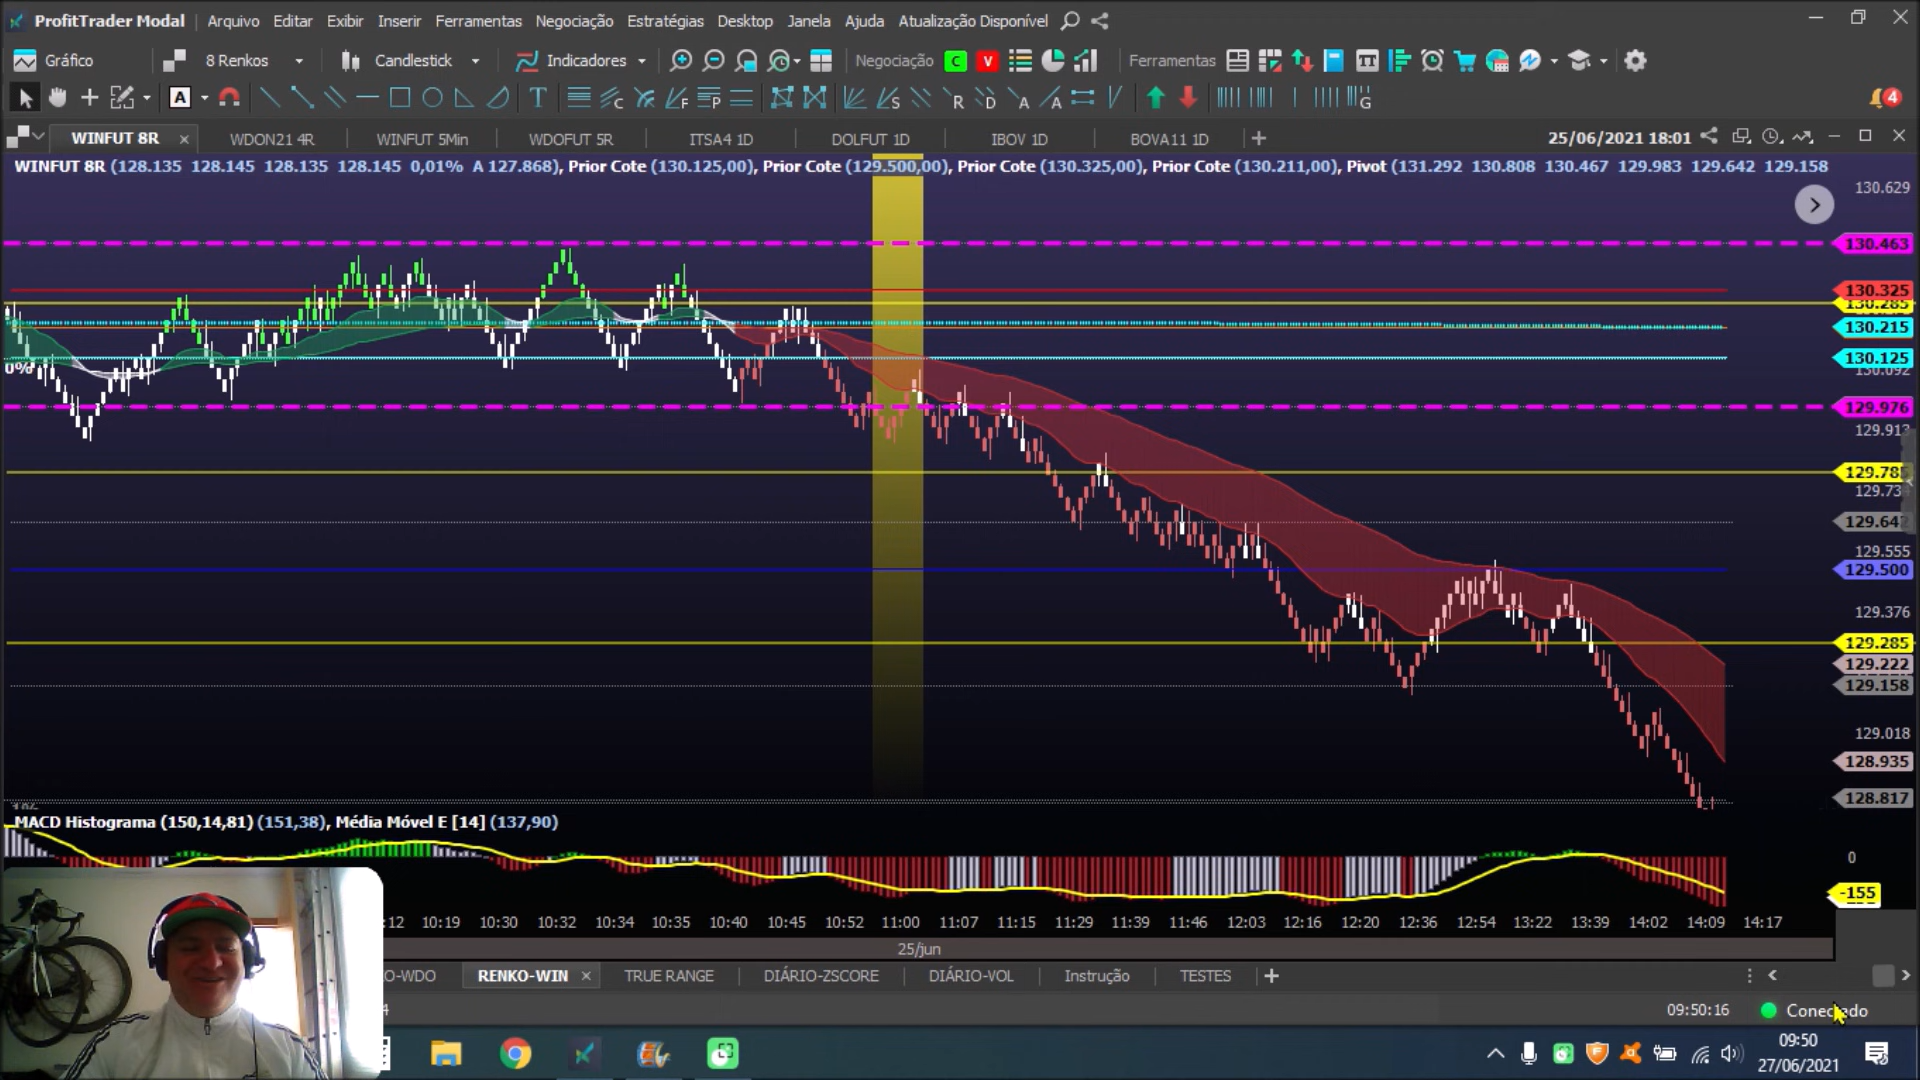 ProfitTrader Modal Arquivo Editar Exibir Inserir Ferramentas Negociação Estratégias Desktop Janela Ajuda Atualização Disponível
Gráfico 8 Renkos Candlestick Indicadores Negociação C V Ferramentas
A T C F P S R D A A G 4
WINFUT 8R WDON21 4R WINFUT 5Min WDOFUT 5R ITSA4 1D DOLFUT 1D IBOV 1D BOVA11 1D 25/06/2021 18:01
WINFUT 8R (128.135 128.145 128.135 128.145 0,01% A 127.868), Prior Cote (130.125,00), Prior Cote (129.500,00), Prior Cote (130.325,00), Prior Cote (130.211,00), Pivot (131.292 130.808 130.467 129.983 129.642 129.158
130.629
130.463
130.325
130.285
130.215
130.125
130.092
0%
129.976
129.913
129.785
129.734
129.642
129.555
129.500
129.376
129.285
129.222
129.158
129.018
128.935
128.817
MACD Histograma (150,14,81) (151,38), Média Móvel E [14] (137,90)
0
-155
:12 10:19 10:30 10:32 10:34 10:35 10:40 10:45 10:52 11:00 11:07 11:15 11:29 11:39 11:46 12:03 12:16 12:20 12:36 12:54 13:22 13:39 14:02 14:09 14:17
25/jun
O-WDO RENKO-WIN TRUE RANGE DIÁRIO-ZSCORE DIÁRIO-VOL Instrução TESTES
4 09:50:16 Conectado
09:50
27/06/2021